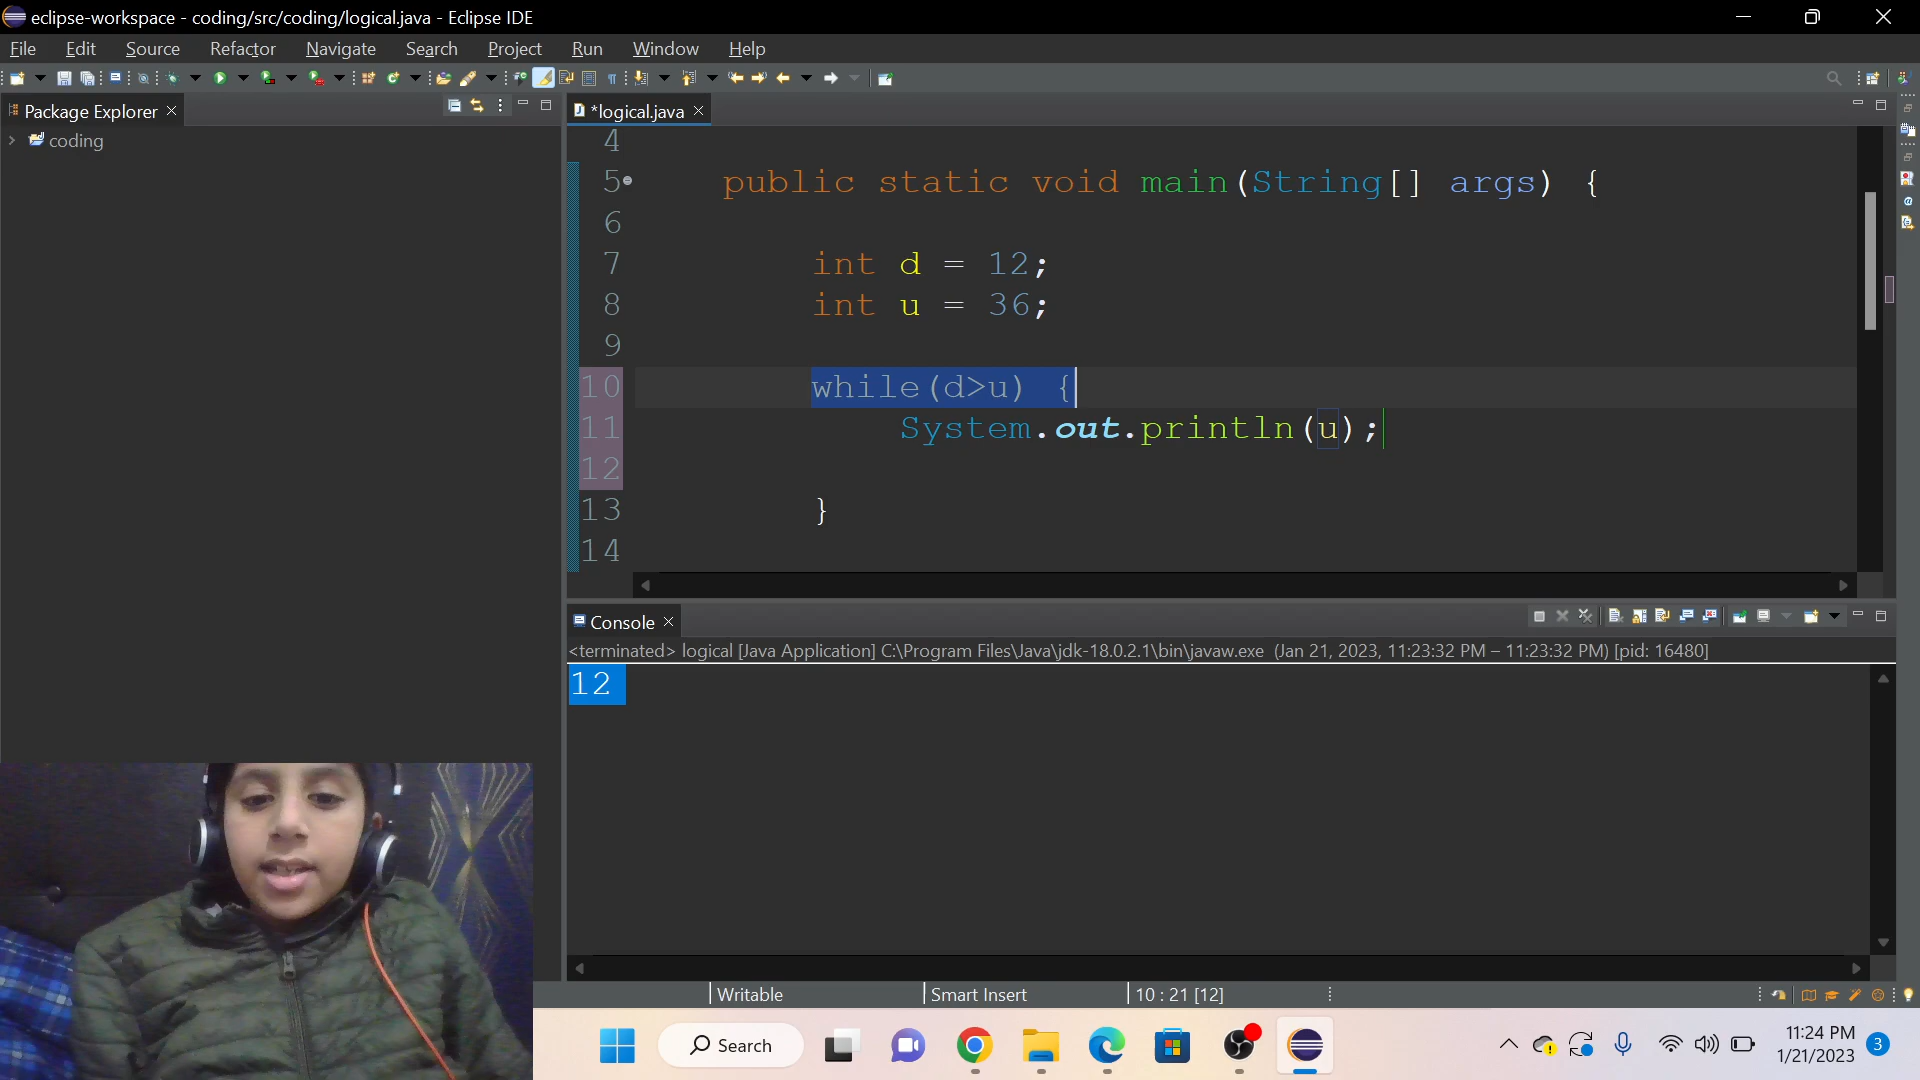 eclipse-workspace - coding/src/coding/logical.java - Eclipse IDE
File Edit Source Refactor Navigate Search Project Run Window Help
Package Explorer
*logical.java
coding
4
5 public static void main(String[] args) {
6
7 int d = 12;
8 int u = 36;
9
10 while(d>u) {
11 System.out.println(u);
12
13 }
14
Console
<terminated> logical [Java Application] C:\Program Files\Java\jdk-18.0.2.1\bin\javaw.exe (Jan 21, 2023, 11:23:32 PM – 11:23:32 PM) [pid: 16480]
12
Writable Smart Insert 10 : 21 [12]
Search
11:24 PM
1/21/2023
3